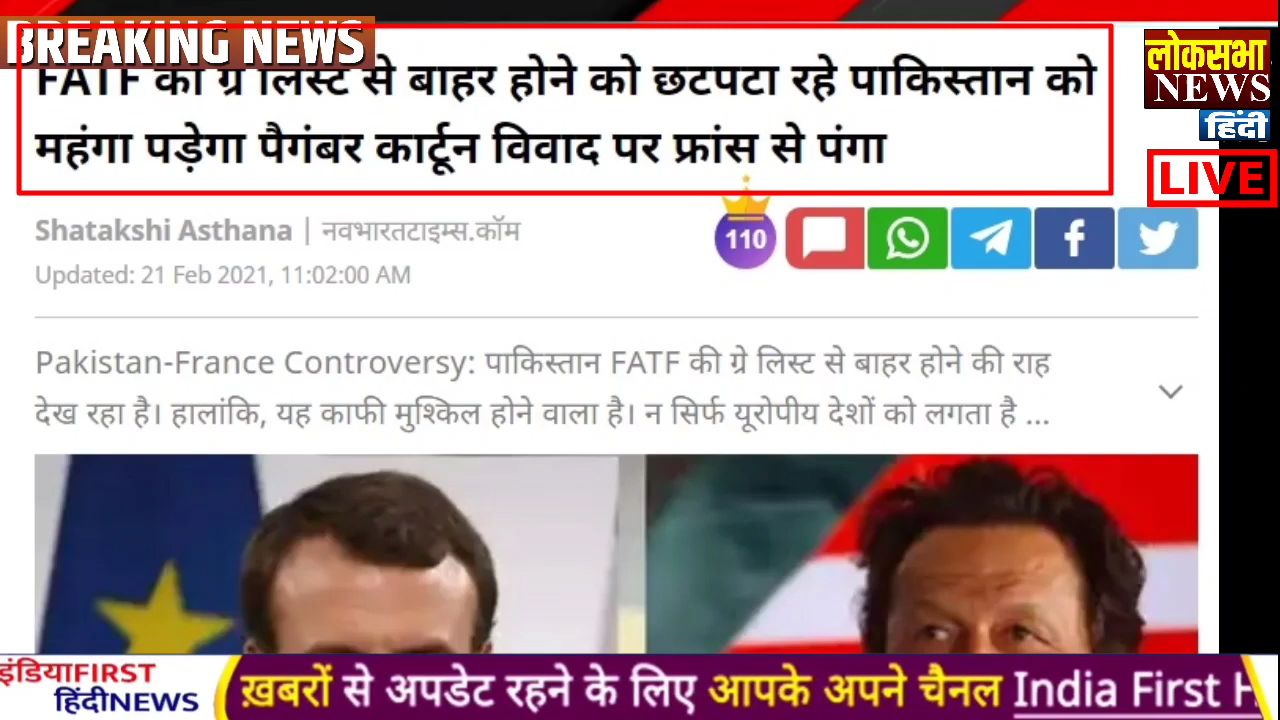 BREAKING NEWS
FATF की ग्रे लिस्ट से बाहर होने को छटपटा रहे पाकिस्तान को
महंगा पड़ेगा पैगंबर कार्टून विवाद पर फ्रांस से पंगा
लोकसभा
NEWS
हिंदी
LIVE
Shatakshi Asthana | नवभारतटाइम्स.कॉम
110
Updated: 21 Feb 2021, 11:02:00 AM
Pakistan-France Controversy: पाकिस्तान FATF की ग्रे लिस्ट से बाहर होने की राह
देख रहा है। हालांकि, यह काफी मुश्किल होने वाला है। न सिर्फ यूरोपीय देशों को लगता है ...
इंडियाFIRST
हिंदीNEWS
ख़बरों से अपडेट रहने के लिए आपके अपने चैनल India First H